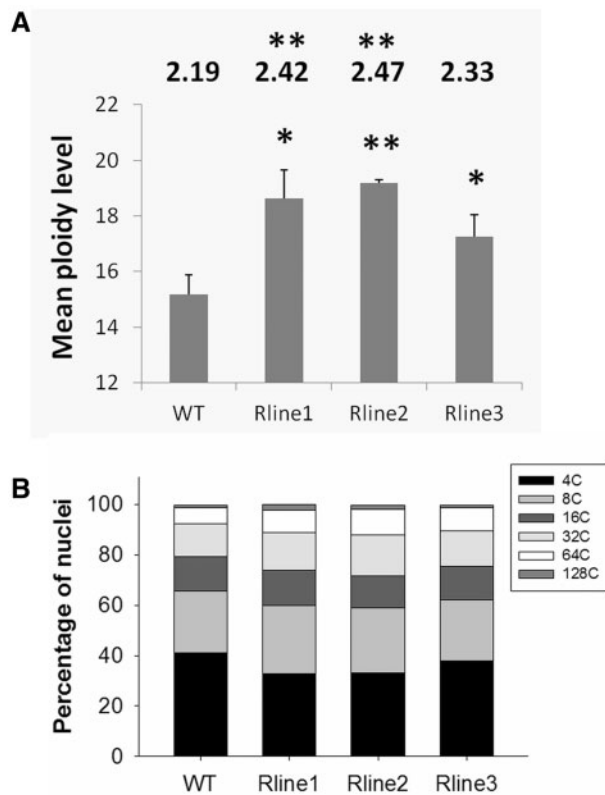 A
** **
2.19 2.42 2.47 2.33
Mean ploidy level
22
20
18
16
14
12
* ** *
WT Rline1 Rline2 Rline3
B
Percentage of nuclei
100
80
60
40
20
0
WT Rline1 Rline2 Rline3
4C
8C
16C
32C
64C
128C